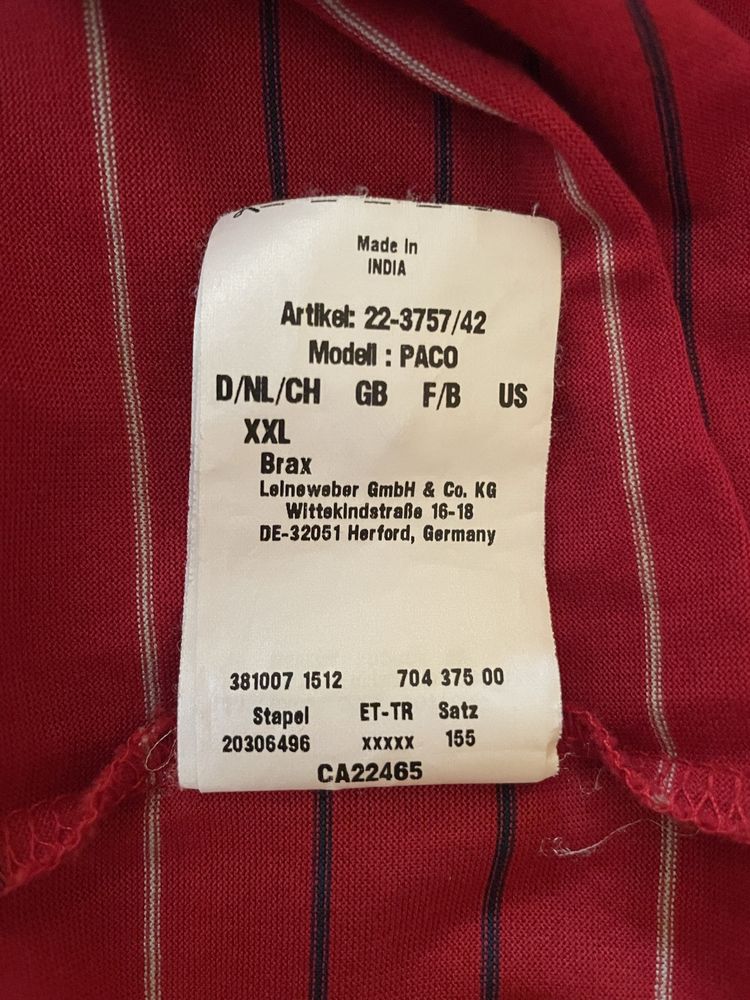 Made in
INDIA
Artikel: 22-3757/42
Modell : PACO
D/NL/CH GB F/B US
XXL
Brax
Leineweber GmbH & Co. KG
Wittekindstraße 16-18
DE-32051 Herford, Germany
381007 1512 704 375 00
Stapel ET-TR Satz
20306496 xxxxx 155
CA22465